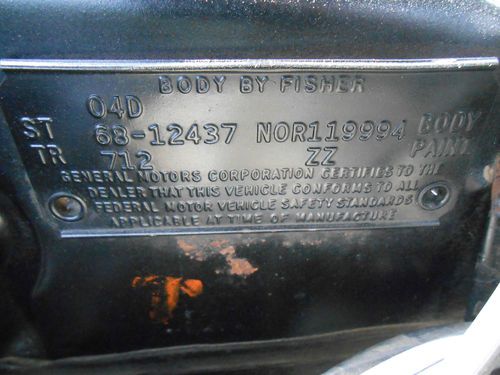 BODY BY FISHER
04D
ST 68-12437 NOR119994 BODY
TR 712 ZZ PAINT
GENERAL MOTORS CORPORATION CERTIFIES TO THE
DEALER THAT THIS VEHICLE CONFORMS TO ALL
FEDERAL MOTOR VEHICLE SAFETY STANDARDS
APPLICABLE AT TIME OF MANUFACTURE